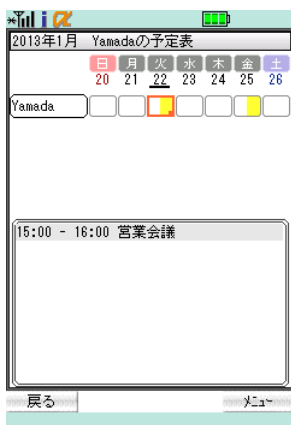 iα
2013年1月 Yamadaの予定表
日 月 火 水 木 金 土
20 21 22 23 24 25 26
Yamada
15:00 - 16:00 営業会議
戻る ﾒﾆｭｰ